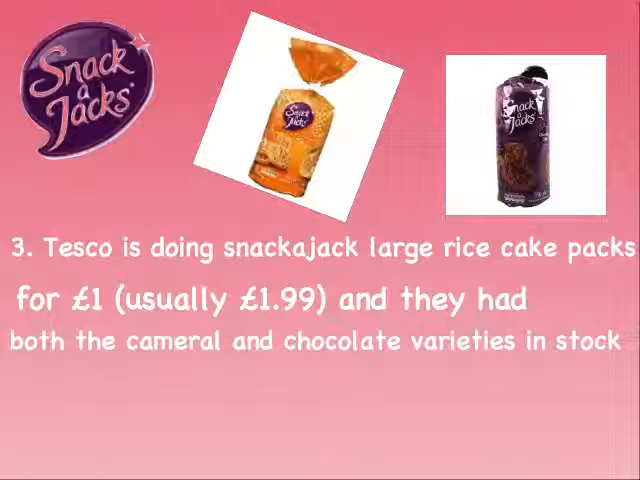 Snack
a
Jacks
Snack
a
Jacks
Snack
a
Jacks
3. Tesco is doing snackajack large rice cake packs
for £1 (usually £1.99) and they had
both the cameral and chocolate varieties in stock